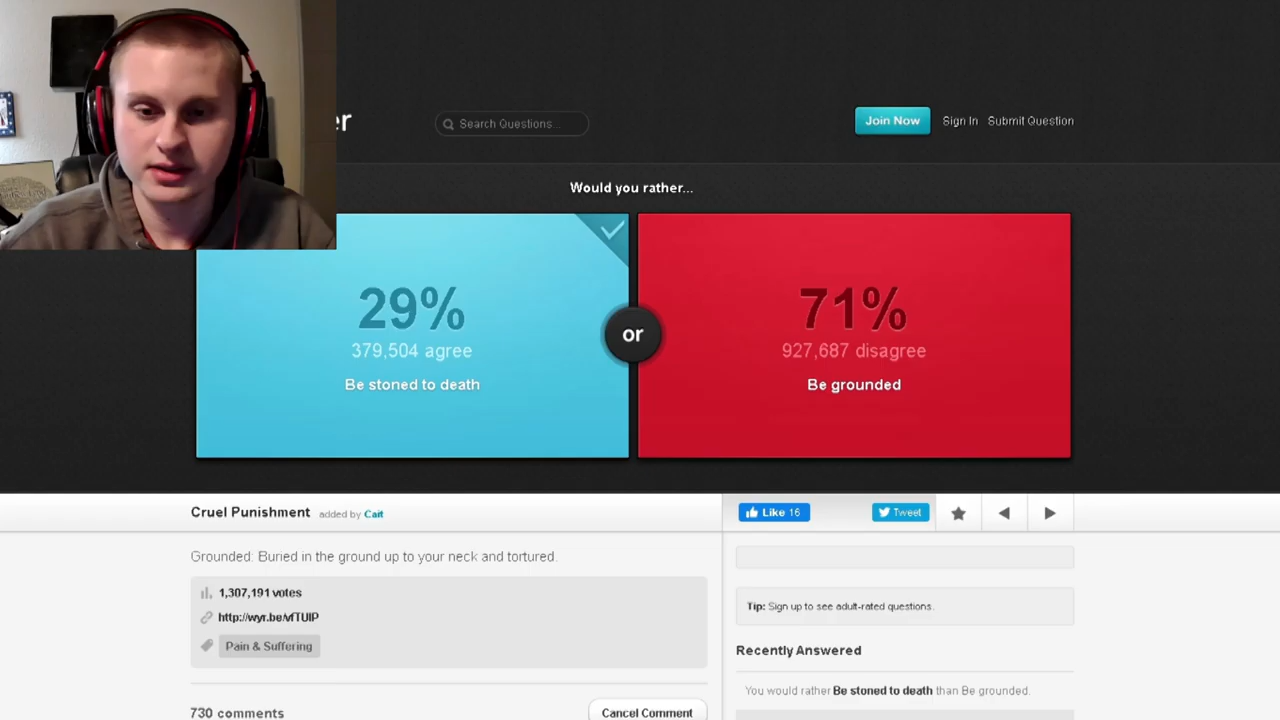 er
Search Questions...
Join Now
Sign In
Submit Question
Would you rather...
29%
379,504 agree
Be stoned to death
or
71%
927,687 disagree
Be grounded
Cruel Punishment added by Cait
Like 16
Tweet
Grounded: Buried in the ground up to your neck and tortured.
1,307,191 votes
http://wyr.be/vfTUIP
Pain & Suffering
730 comments
Cancel Comment
Tip: Sign up to see adult-rated questions.
Recently Answered
You would rather Be stoned to death than Be grounded.